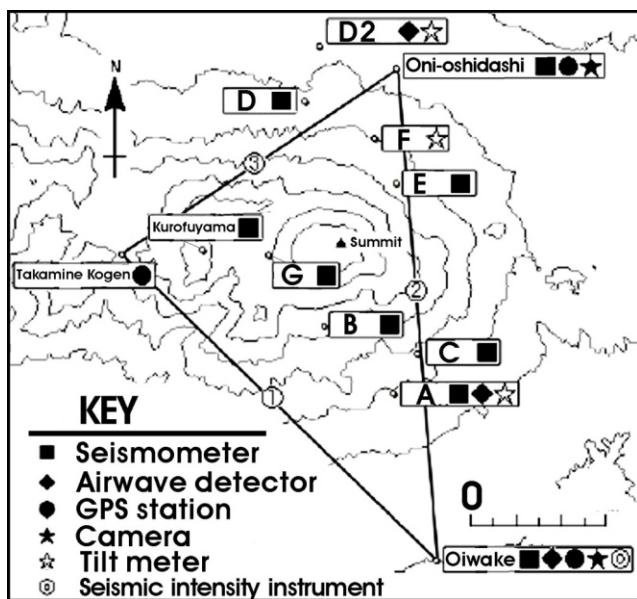 D2
Oni-oshidashi
N
D
F
3
E
Kurofuyama
Summit
Takamine Kogen
G
2
B
C
1
A
KEY
Seismometer
Airwave detector
GPS station
0
Camera
Tilt meter
Oiwake
Seismic intensity instrument